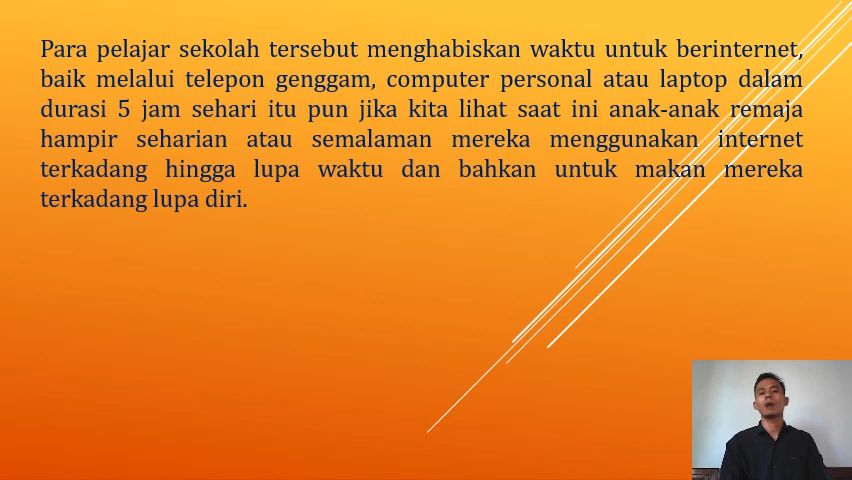 Para pelajar sekolah tersebut menghabiskan waktu untuk berinternet,
baik melalui telepon genggam, computer personal atau laptop dalam
durasi 5 jam sehari itu pun jika kita lihat saat ini anak-anak remaja
hampir seharian atau semalaman mereka menggunakan internet
terkadang hingga lupa waktu dan bahkan untuk makan mereka
terkadang lupa diri.